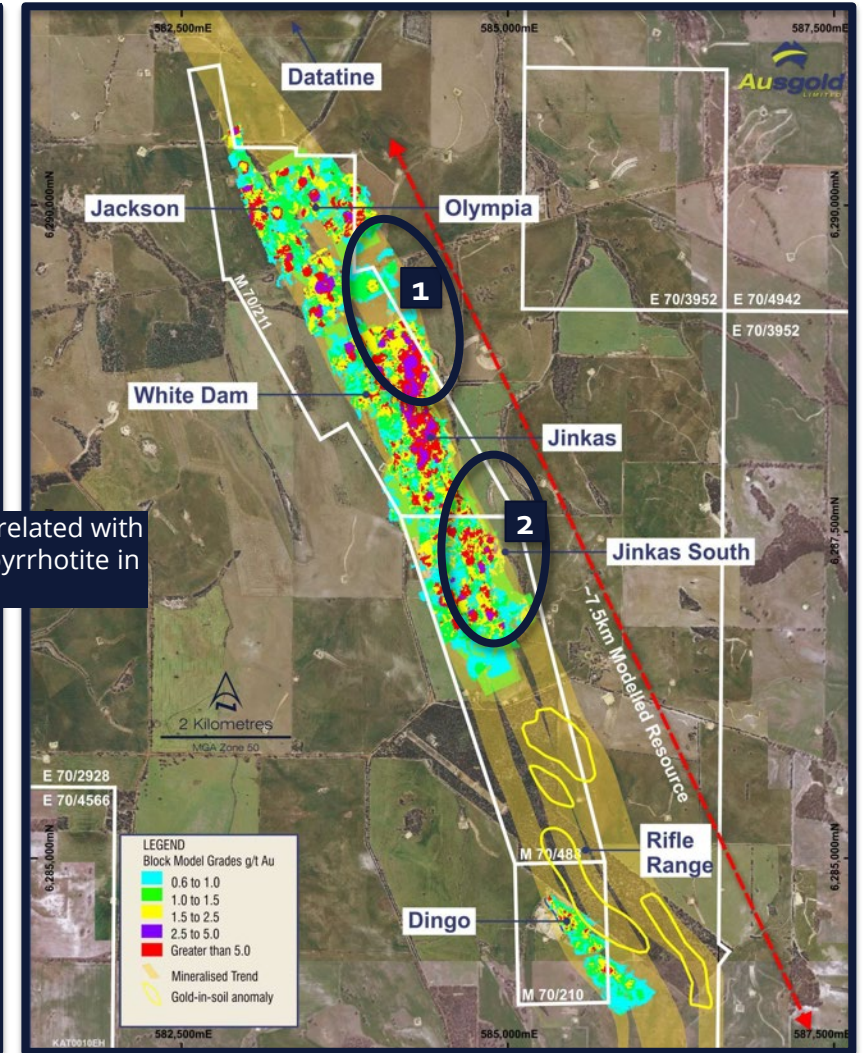 582,500mE
585,000mE
587,500mE
Ausgold
LIMITED
Datatine
6,290,000mN
6,290,000mN
Jackson
Olympia
1
M 70/211
E 70/3952
E 70/4942
E 70/3952
White Dam
Jinkas
related with
pyrrhotite in
2
6,287,500mN
Jinkas South
~7.5km Modelled Resource
2 Kilometres
MGA Zone 50
E 70/2928
E 70/4566
LEGEND
Block Model Grades g/t Au
0.6 to 1.0
1.0 to 1.5
1.5 to 2.5
2.5 to 5.0
Greater than 5.0
Mineralised Trend
Gold-in-soil anomaly
Rifle
Range
M 70/488
6,285,000mN
6,285,000mN
Dingo
M 70/210
KAT0010EH
582,500mE
585,000mE
587,500mE